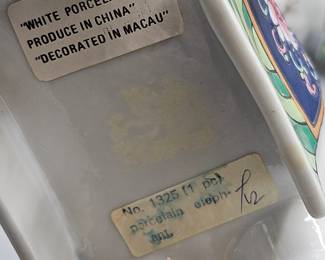 "WHITE PORCEL
PRODUCE IN CHINA"
"DECORATED IN MACAU"
No. 1325 (1 pc)
porcelain eleph-
ant